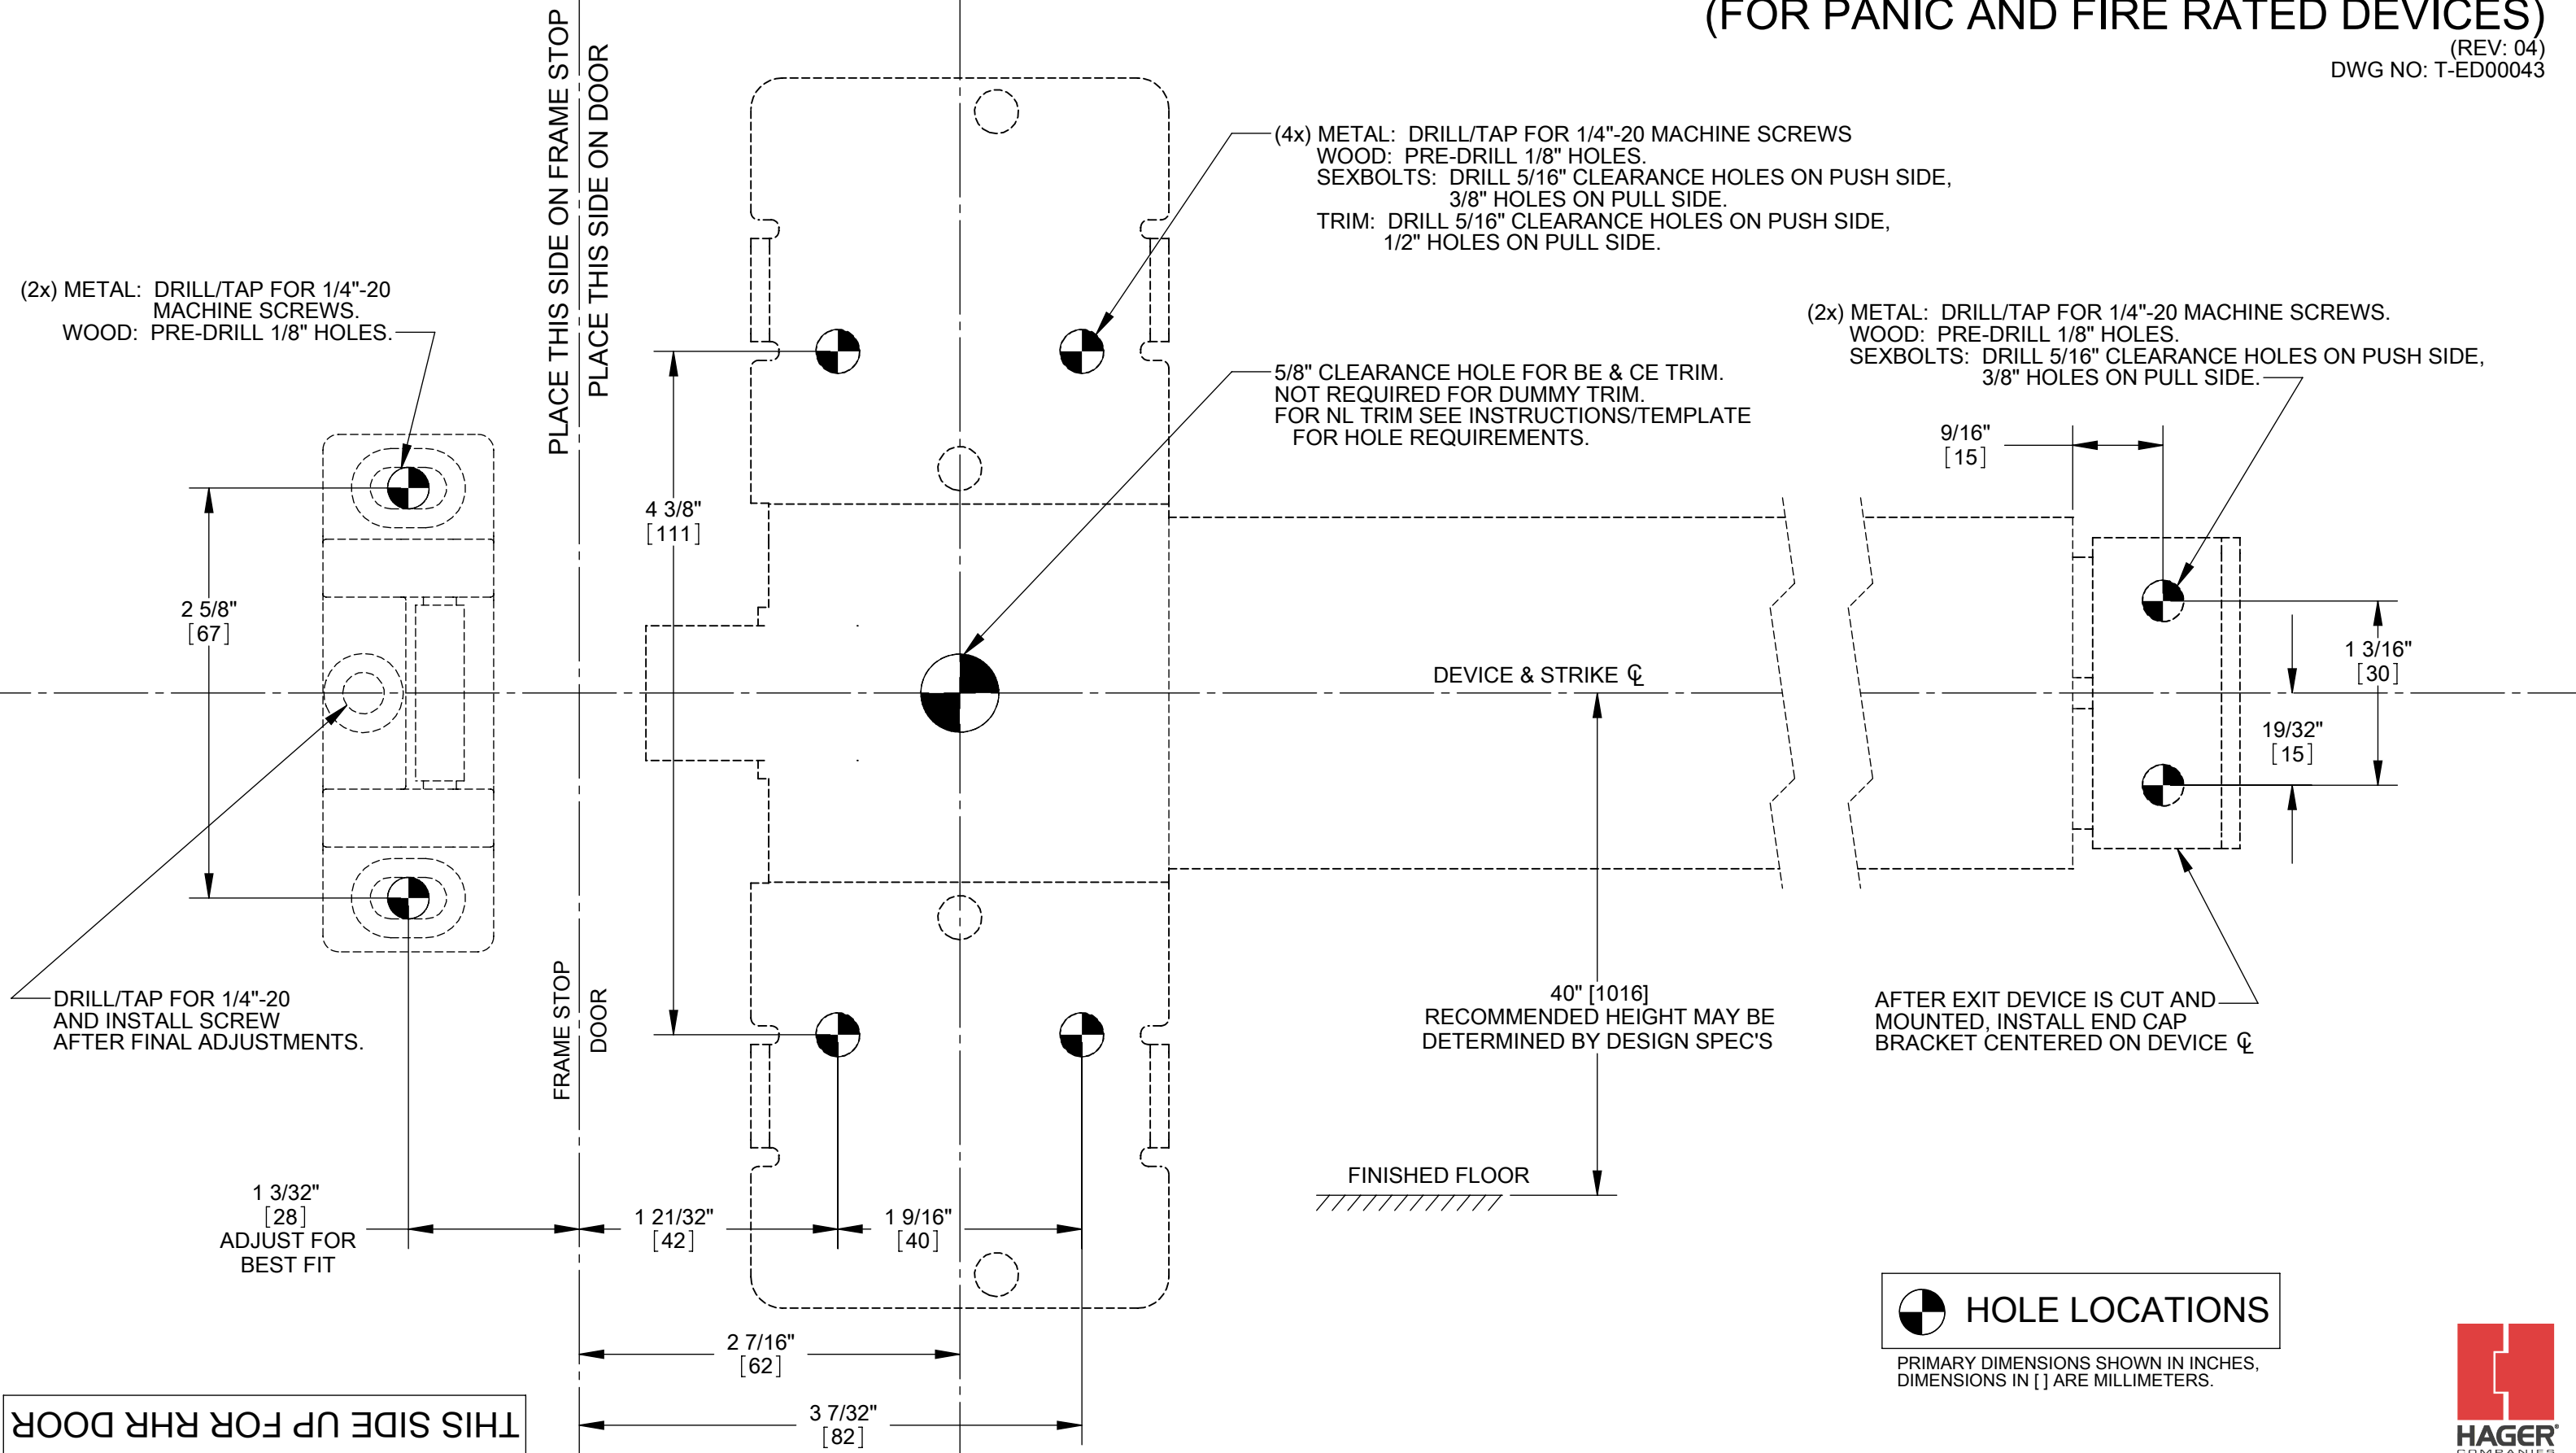 (FOR PANIC AND FIRE RATED DEVICES)
(REV: 04)
DWG NO: T-ED00043
PLACE THIS SIDE ON FRAME STOP
PLACE THIS SIDE ON DOOR
(4x) METAL: DRILL/TAP FOR 1/4"-20 MACHINE SCREWS
WOOD: PRE-DRILL 1/8" HOLES.
SEXBOLTS: DRILL 5/16" CLEARANCE HOLES ON PUSH SIDE,
3/8" HOLES ON PULL SIDE.
TRIM: DRILL 5/16" CLEARANCE HOLES ON PUSH SIDE,
1/2" HOLES ON PULL SIDE.
(2x) METAL: DRILL/TAP FOR 1/4"-20
MACHINE SCREWS.
WOOD: PRE-DRILL 1/8" HOLES.
(2x) METAL: DRILL/TAP FOR 1/4"-20 MACHINE SCREWS.
WOOD: PRE-DRILL 1/8" HOLES.
SEXBOLTS: DRILL 5/16" CLEARANCE HOLES ON PUSH SIDE,
3/8" HOLES ON PULL SIDE.
5/8" CLEARANCE HOLE FOR BE & CE TRIM.
NOT REQUIRED FOR DUMMY TRIM.
FOR NL TRIM SEE INSTRUCTIONS/TEMPLATE
FOR HOLE REQUIREMENTS.
9/16"
[15]
4 3/8"
[111]
2 5/8"
[67]
DEVICE & STRIKE ℄
1 3/16"
[30]
19/32"
[15]
FRAME STOP
DOOR
DRILL/TAP FOR 1/4"-20
AND INSTALL SCREW
AFTER FINAL ADJUSTMENTS.
40" [1016]
RECOMMENDED HEIGHT MAY BE
DETERMINED BY DESIGN SPEC'S
AFTER EXIT DEVICE IS CUT AND
MOUNTED, INSTALL END CAP
BRACKET CENTERED ON DEVICE ℄
FINISHED FLOOR
1 3/32"
[28]
ADJUST FOR
BEST FIT
1 21/32"
[42]
1 9/16"
[40]
2 7/16"
[62]
3 7/32"
[82]
HOLE LOCATIONS
PRIMARY DIMENSIONS SHOWN IN INCHES,
DIMENSIONS IN [ ] ARE MILLIMETERS.
THIS SIDE UP FOR RHR DOOR
HAGER®
COMPANIES